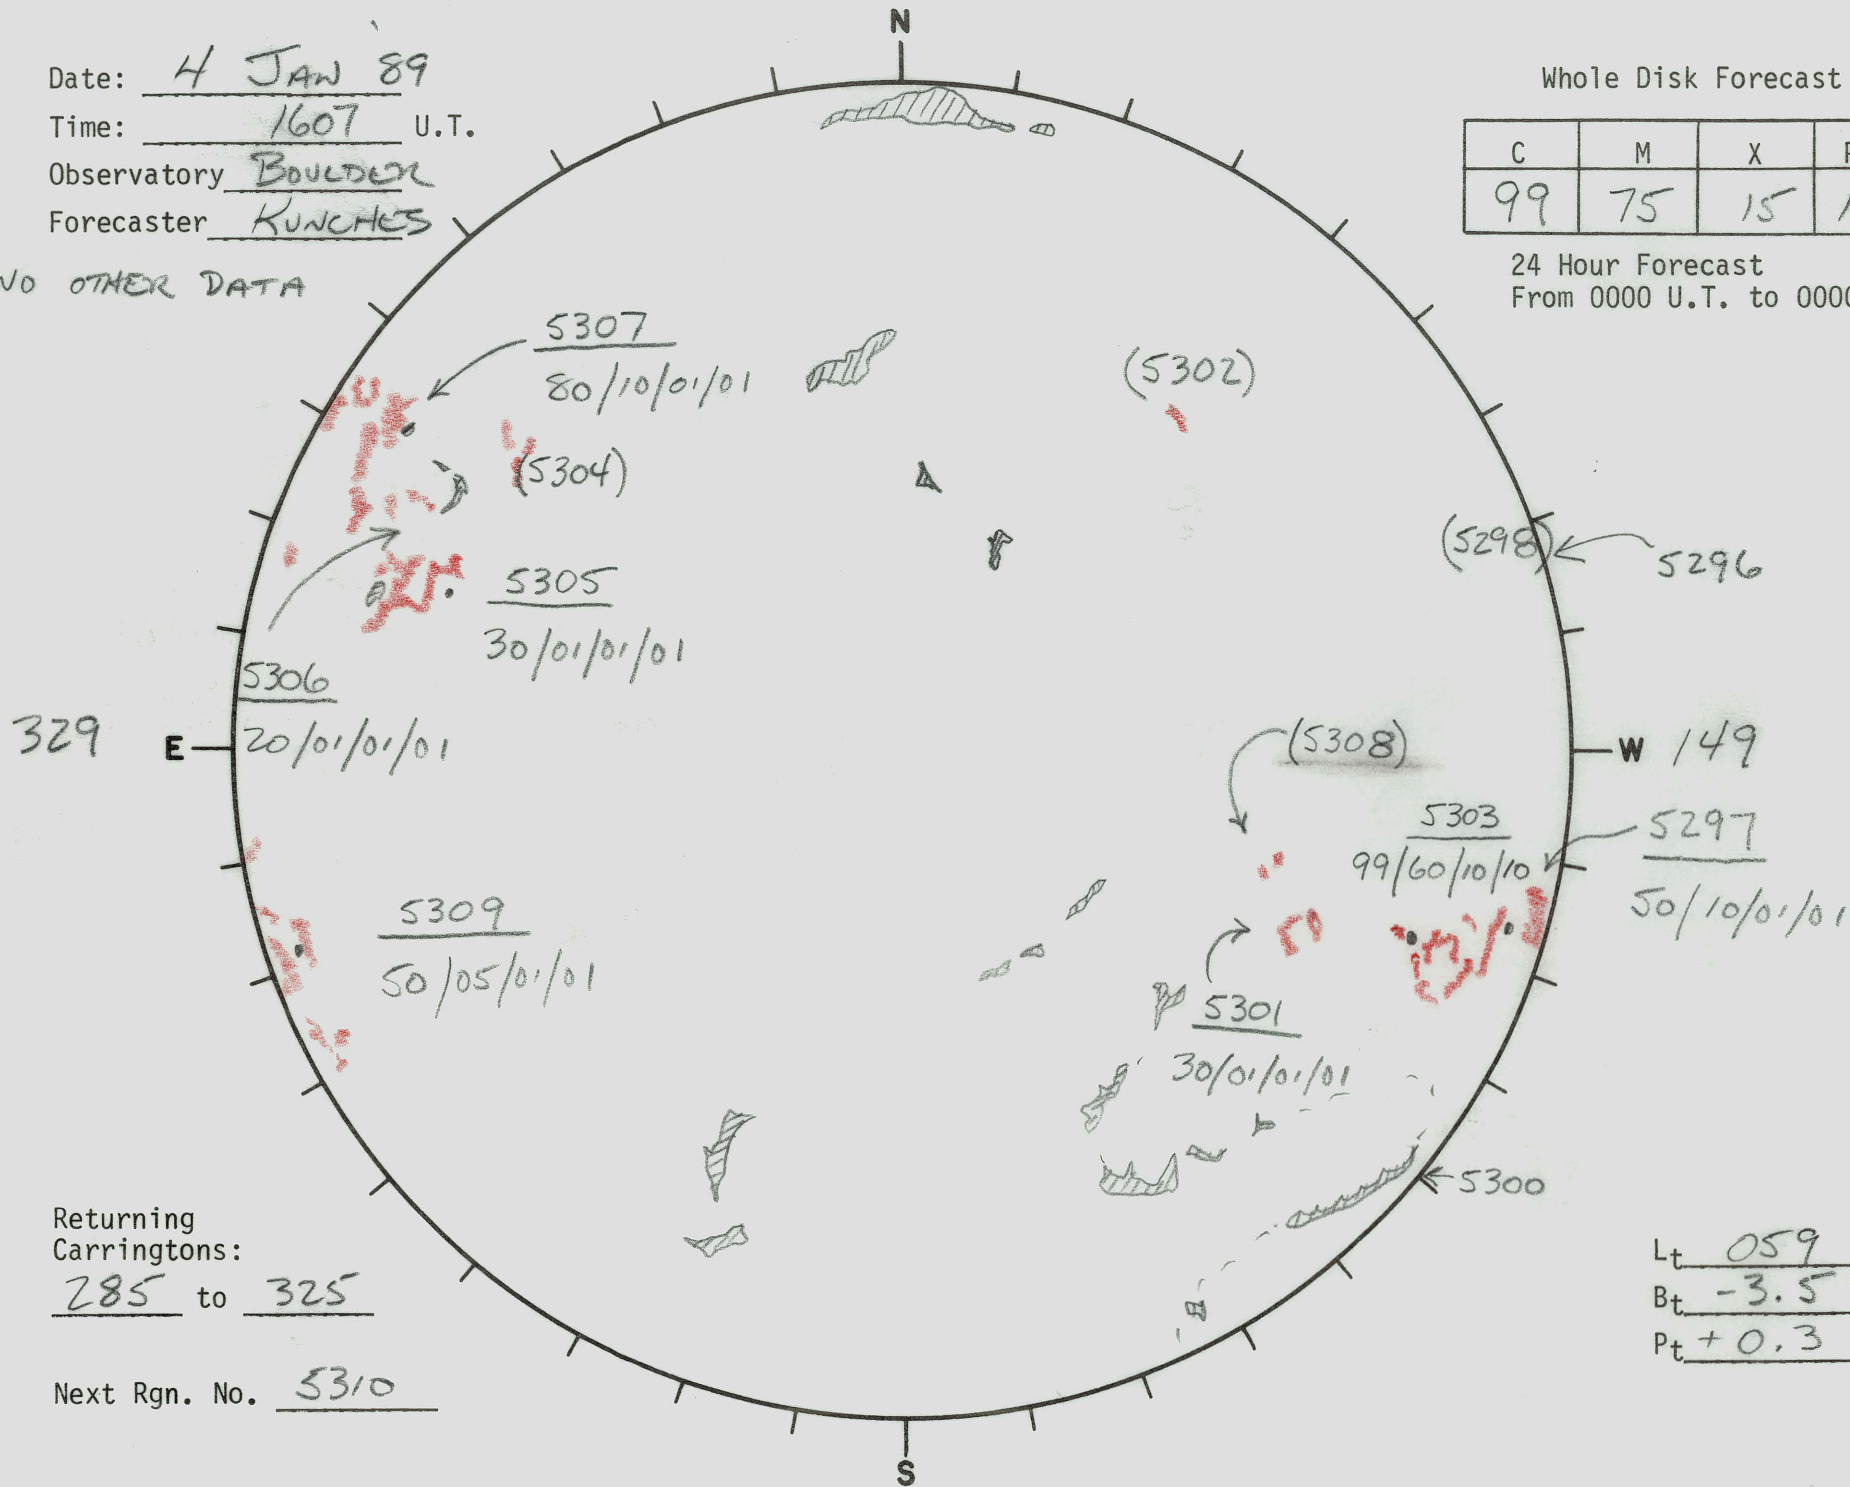 N
Date: 4 JAN 89
Time: 1607 U.T.
Observatory BOULDER
Forecaster KUNCHES
NO OTHER DATA
Whole Disk Forecast
C M X
99 75 15
24 Hour Forecast
From 0000 U.T. to 0000
5307
80/10/01/01
(5302)
(5304)
(5298)
5296
5305
30/01/01/01
5306
20/01/01/01
329 E
W 149
(5308)
5303
99/60/10/10
5297
50/10/01/01
5309
50/05/01/01
5301
30/01/01/01
5300
Returning
Carringtons:
285 to 325
Next Rgn. No. 5310
Lt 059
Bt -3.5
Pt +0.3
S